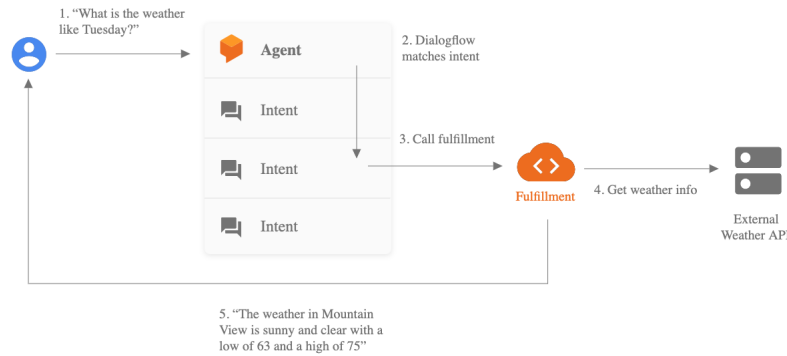 1. “What is the weather
like Tuesday?”
Agent
2. Dialogflow
matches intent
Intent
3. Call fulfillment
Intent
Fulfillment
4. Get weather info
Intent
External
Weather API
5. “The weather in Mountain
View is sunny and clear with a
low of 63 and a high of 75”